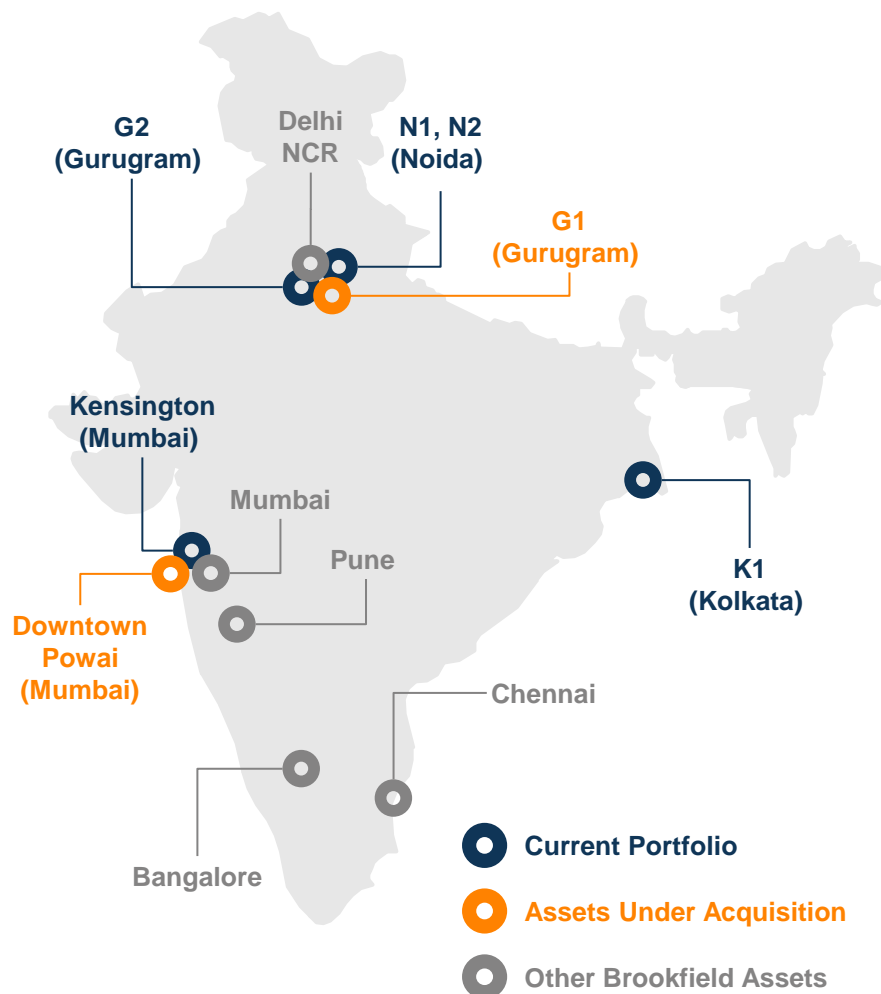 G2
(Gurugram)
Delhi
NCR
N1, N2
(Noida)
G1
(Gurugram)
Kensington
(Mumbai)
Mumbai
Pune
K1
(Kolkata)
Downtown
Powai
(Mumbai)
Chennai
Bangalore
Current Portfolio
Assets Under Acquisition
Other Brookfield Assets